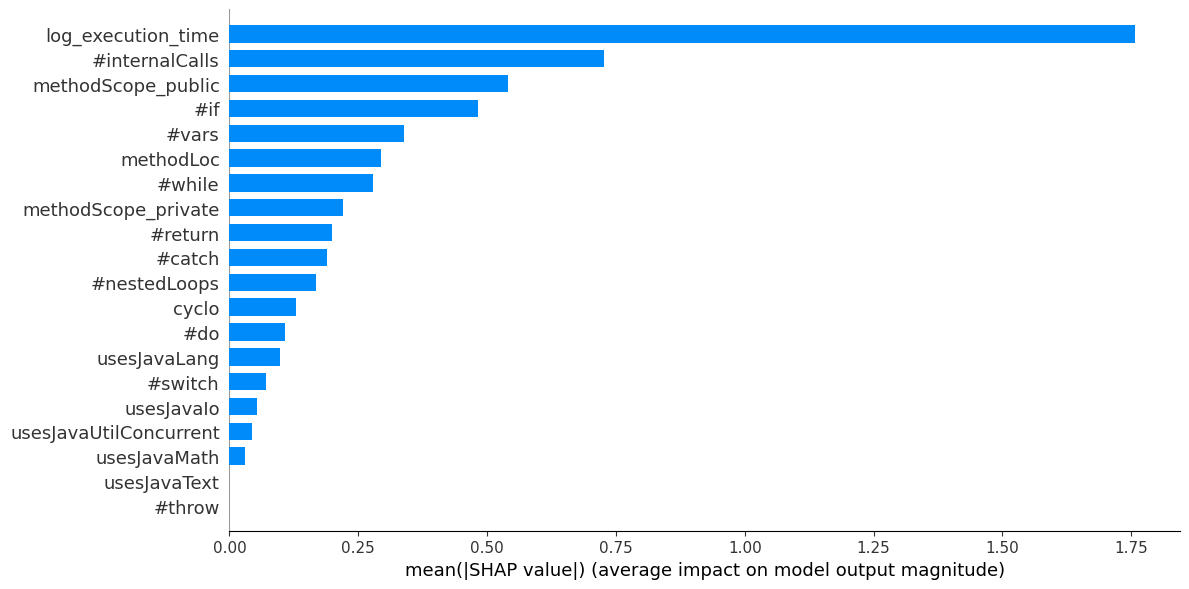 log_execution_time
#internalCalls
methodScope_public
#if
#vars
methodLoc
#while
methodScope_private
#return
#catch
#nestedLoops
cyclo
#do
usesJavaLang
#switch
usesJavaIo
usesJavaUtilConcurrent
usesJavaMath
usesJavaText
#throw
0.00 0.25 0.50 0.75 1.00 1.25 1.50 1.75
mean(|SHAP value|) (average impact on model output magnitude)